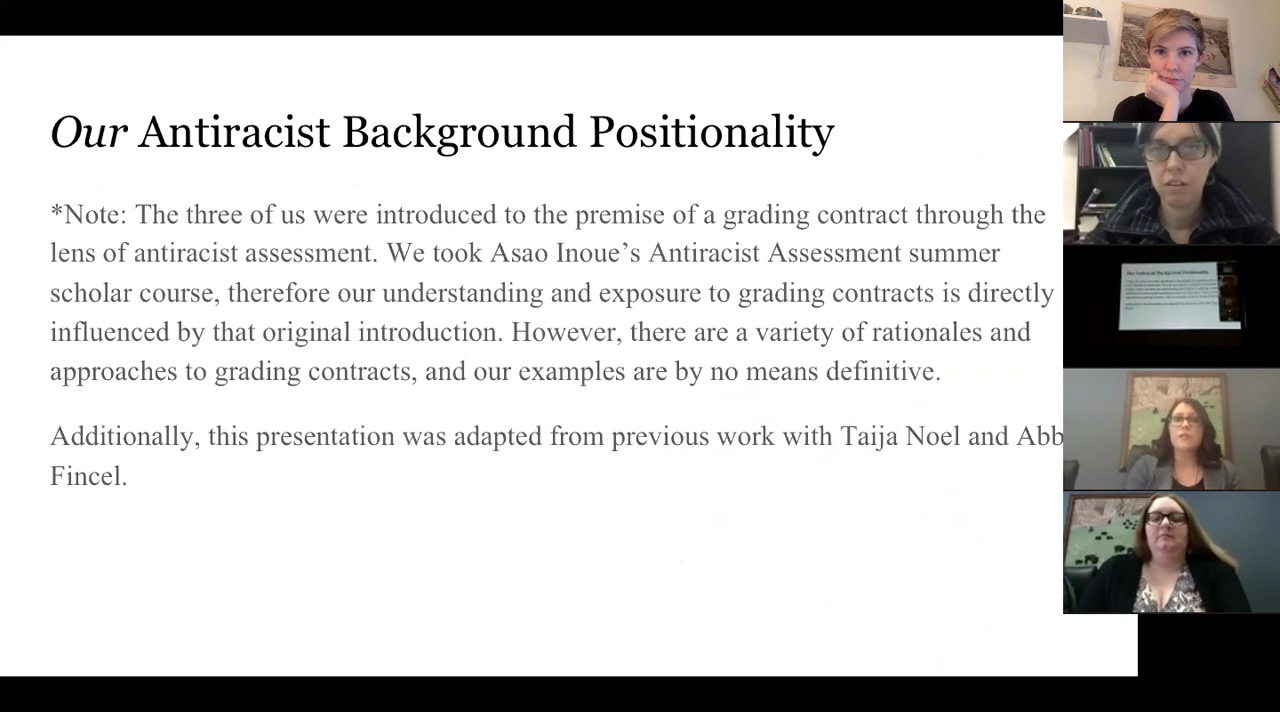 Our Antiracist Background Positionality
*Note: The three of us were introduced to the premise of a grading contract through the
lens of antiracist assessment. We took Asao Inoue’s Antiracist Assessment summer
scholar course, therefore our understanding and exposure to grading contracts is directly
influenced by that original introduction. However, there are a variety of rationales and
approaches to grading contracts, and our examples are by no means definitive.
Additionally, this presentation was adapted from previous work with Taija Noel and Abb
Fincel.
Our Antiracist Background Positionality